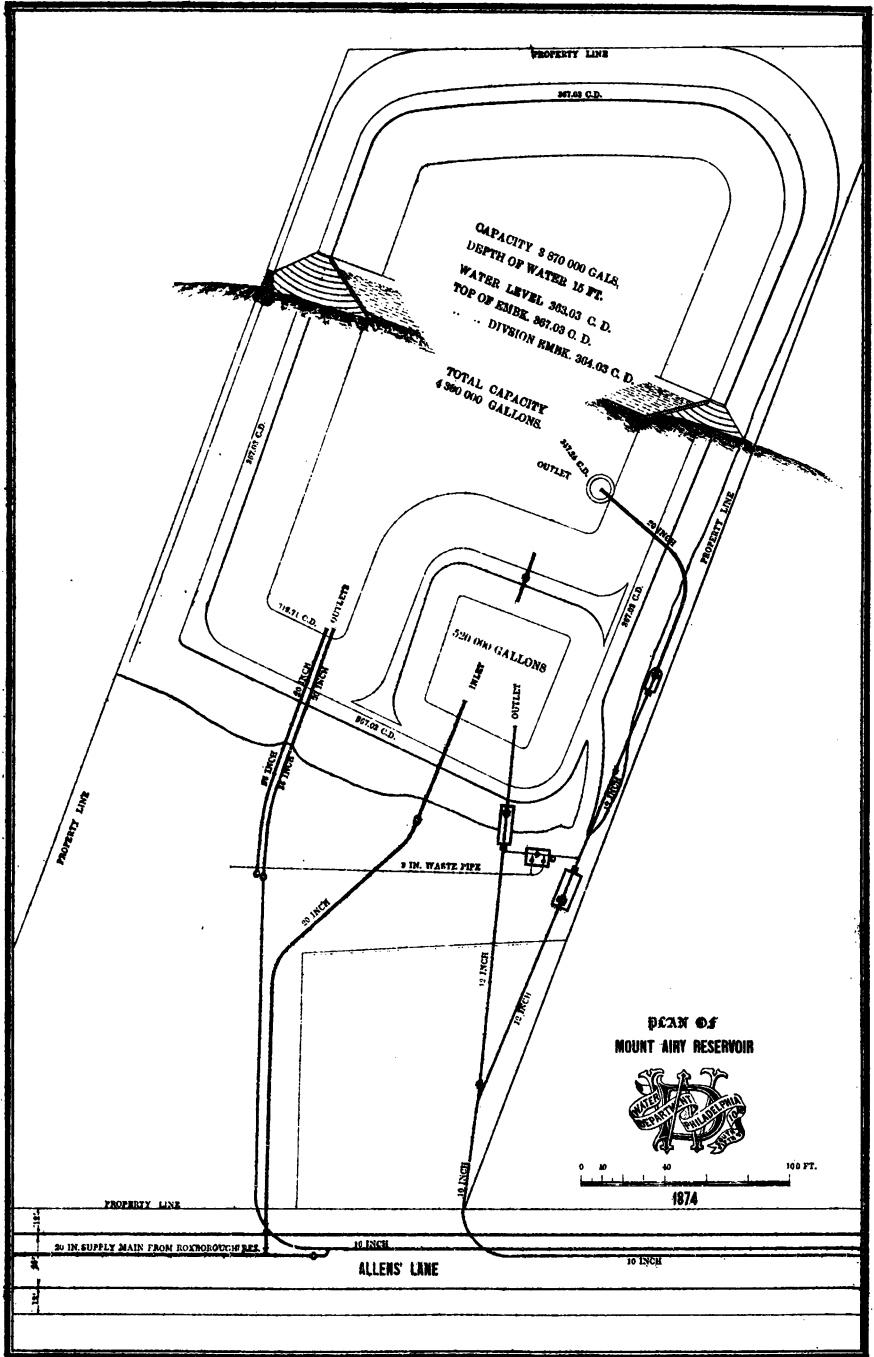 PROPERTY LINE
367.03 C.D.
CAPACITY 3 870 000 GALS.
DEPTH OF WATER 15 FT.
WATER LEVEL 363.03 C. D.
TOP OF EMBK. 367.03 C. D.
" " DIVISION EMBK. 364.03 C. D.
TOTAL CAPACITY
4 390 000 GALLONS.
367.03 C.D.
OUTLET
20 INCH
PROPERTY LINE
367.03 C.D.
OUTLETS
520 000 GALLONS
INLET
OUTLET
20 INCH
20 INCH
367.03 C.D.
INCH
INCH
12 INCH
PROPERTY LINE
WASTE PIPE
20 INCH
12 INCH
12 INCH
PLAN OF
MOUNT AIRY RESERVOIR
WATER
DEPARTMENT
PHILADELPHIA
0 10 40 100 FT.
1874
10 INCH
PROPERTY LINE
20 IN. SUPPLY MAIN FROM ROXBOROUGH RES.
10 INCH
ALLENS' LANE
10 INCH